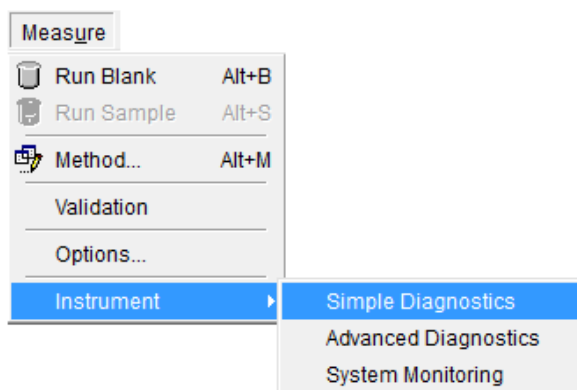 Measure
Run Blank Alt+B
Run Sample Alt+S
Method... Alt+M
Validation
Options...
Instrument
Simple Diagnostics
Advanced Diagnostics
System Monitoring